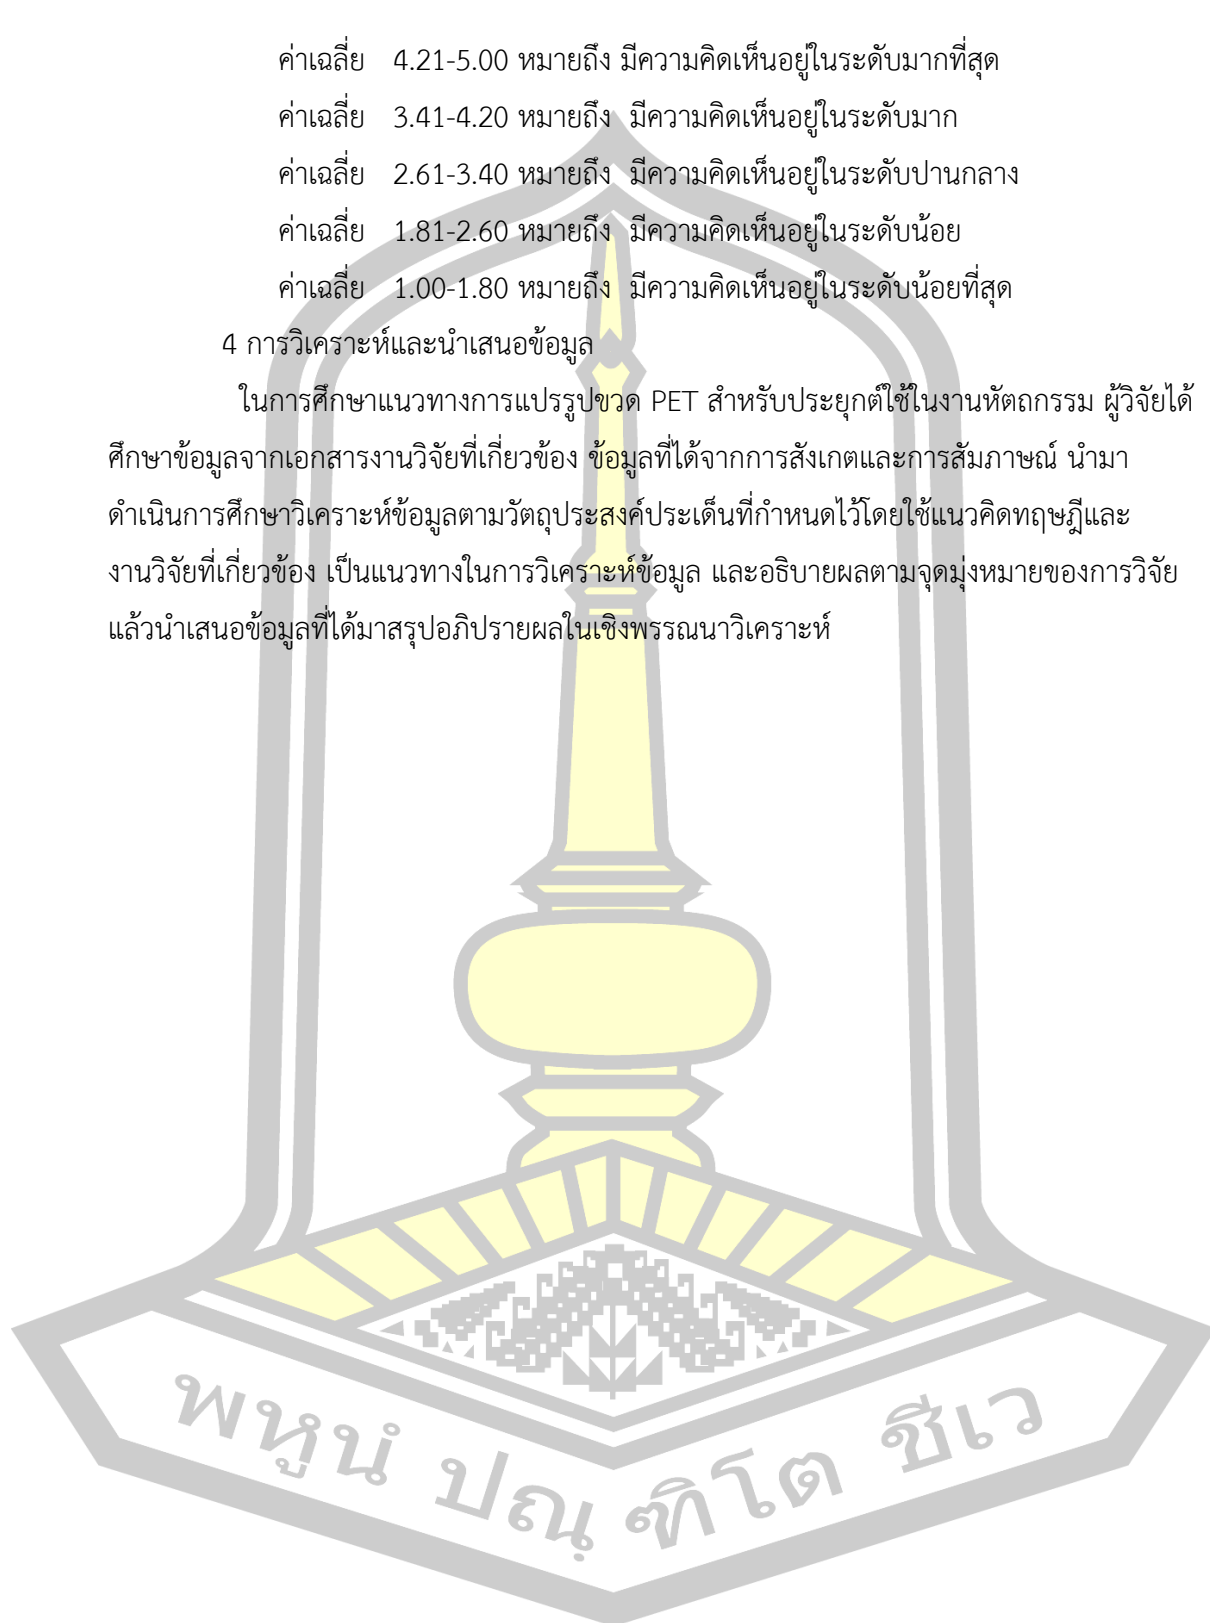 ค่าเฉลี่ย 4.21-5.00 หมายถึง มีความคิดเห็นอยู่ในระดับมากที่สุด
ค่าเฉลี่ย 3.41-4.20 หมายถึง มีความคิดเห็นอยู่ในระดับมาก
ค่าเฉลี่ย 2.61-3.40 หมายถึง มีความคิดเห็นอยู่ในระดับปานกลาง
ค่าเฉลี่ย 1.81-2.60 หมายถึง มีความคิดเห็นอยู่ในระดับน้อย
ค่าเฉลี่ย 1.00-1.80 หมายถึง มีความคิดเห็นอยู่ในระดับน้อยที่สุด
4 การวิเคราะห์และนำเสนอข้อมูล
ในการศึกษาแนวทางการแปรรูปขวด PET สำหรับประยุกต์ใช้ในงานหัตถกรรม ผู้วิจัยได้
ศึกษาข้อมูลจากเอกสารงานวิจัยที่เกี่ยวข้อง ข้อมูลที่ได้จากการสังเกตและการสัมภาษณ์ นำมา
ดำเนินการศึกษาวิเคราะห์ข้อมูลตามวัตถุประสงค์ประเด็นที่กำหนดไว้โดยใช้แนวคิดทฤษฎีและ
งานวิจัยที่เกี่ยวข้อง เป็นแนวทางในการวิเคราะห์ข้อมูล และอธิบายผลตามจุดมุ่งหมายของการวิจัย
แล้วนำเสนอข้อมูลที่ได้มาสรุปอภิปรายผลในเชิงพรรณนาวิเคราะห์
พหูนํ ปณฺ ฑิโต ชีเว